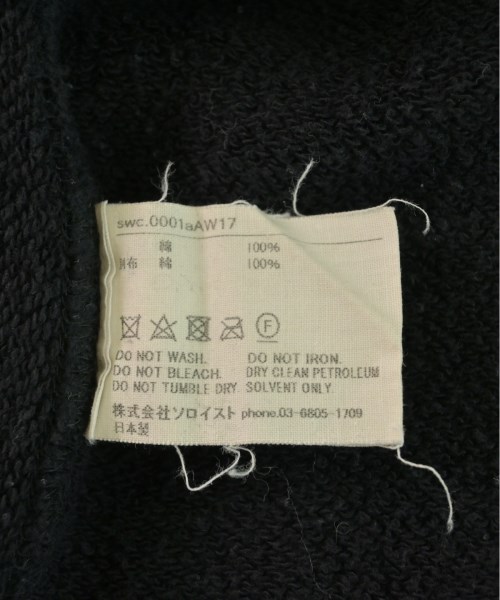 swc.0001aAW17
綿 100%
別布 綿 100%
F
DO NOT WASH. DO NOT IRON.
DO NOT BLEACH. DRY CLEAN PETROLEUM
DO NOT TUMBLE DRY SOLVENT ONLY.
株式会社ソロイスト phone.03-6805-1709
日本製